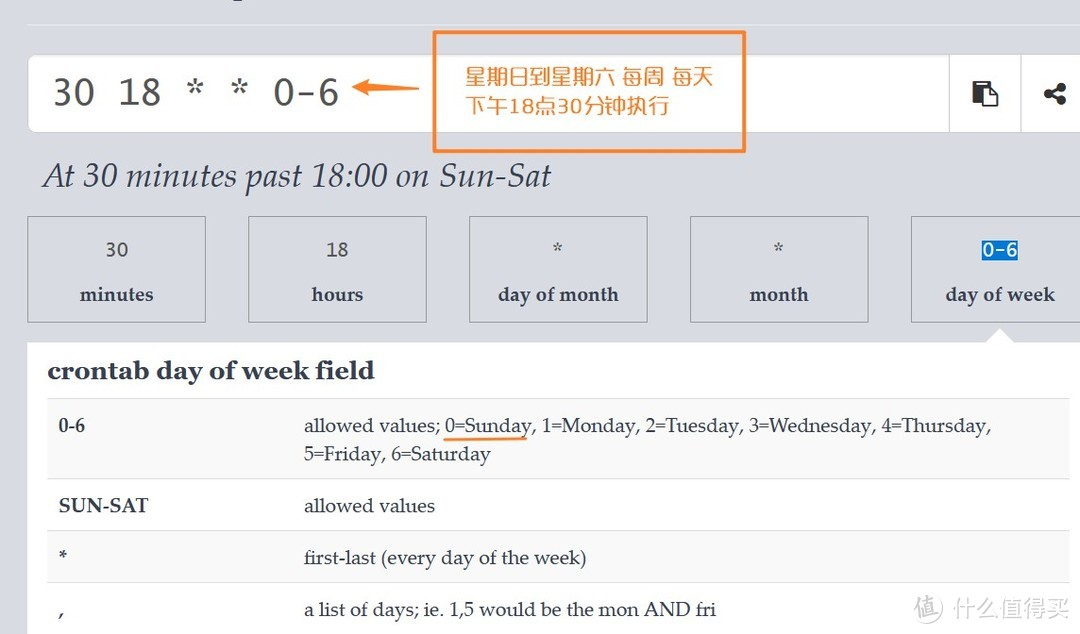 30 18 * * 0-6
星期日到星期六 每周 每天
下午18点30分钟执行
At 30 minutes past 18:00 on Sun-Sat
30
minutes
18
hours
*
day of month
*
month
0-6
day of week
crontab day of week field
0-6 allowed values; 0=Sunday, 1=Monday, 2=Tuesday, 3=Wednesday, 4=Thursday,
5=Friday, 6=Saturday
SUN-SAT allowed values
* first-last (every day of the week)
, a list of days; ie. 1,5 would be the mon AND fri
值 什么值得买